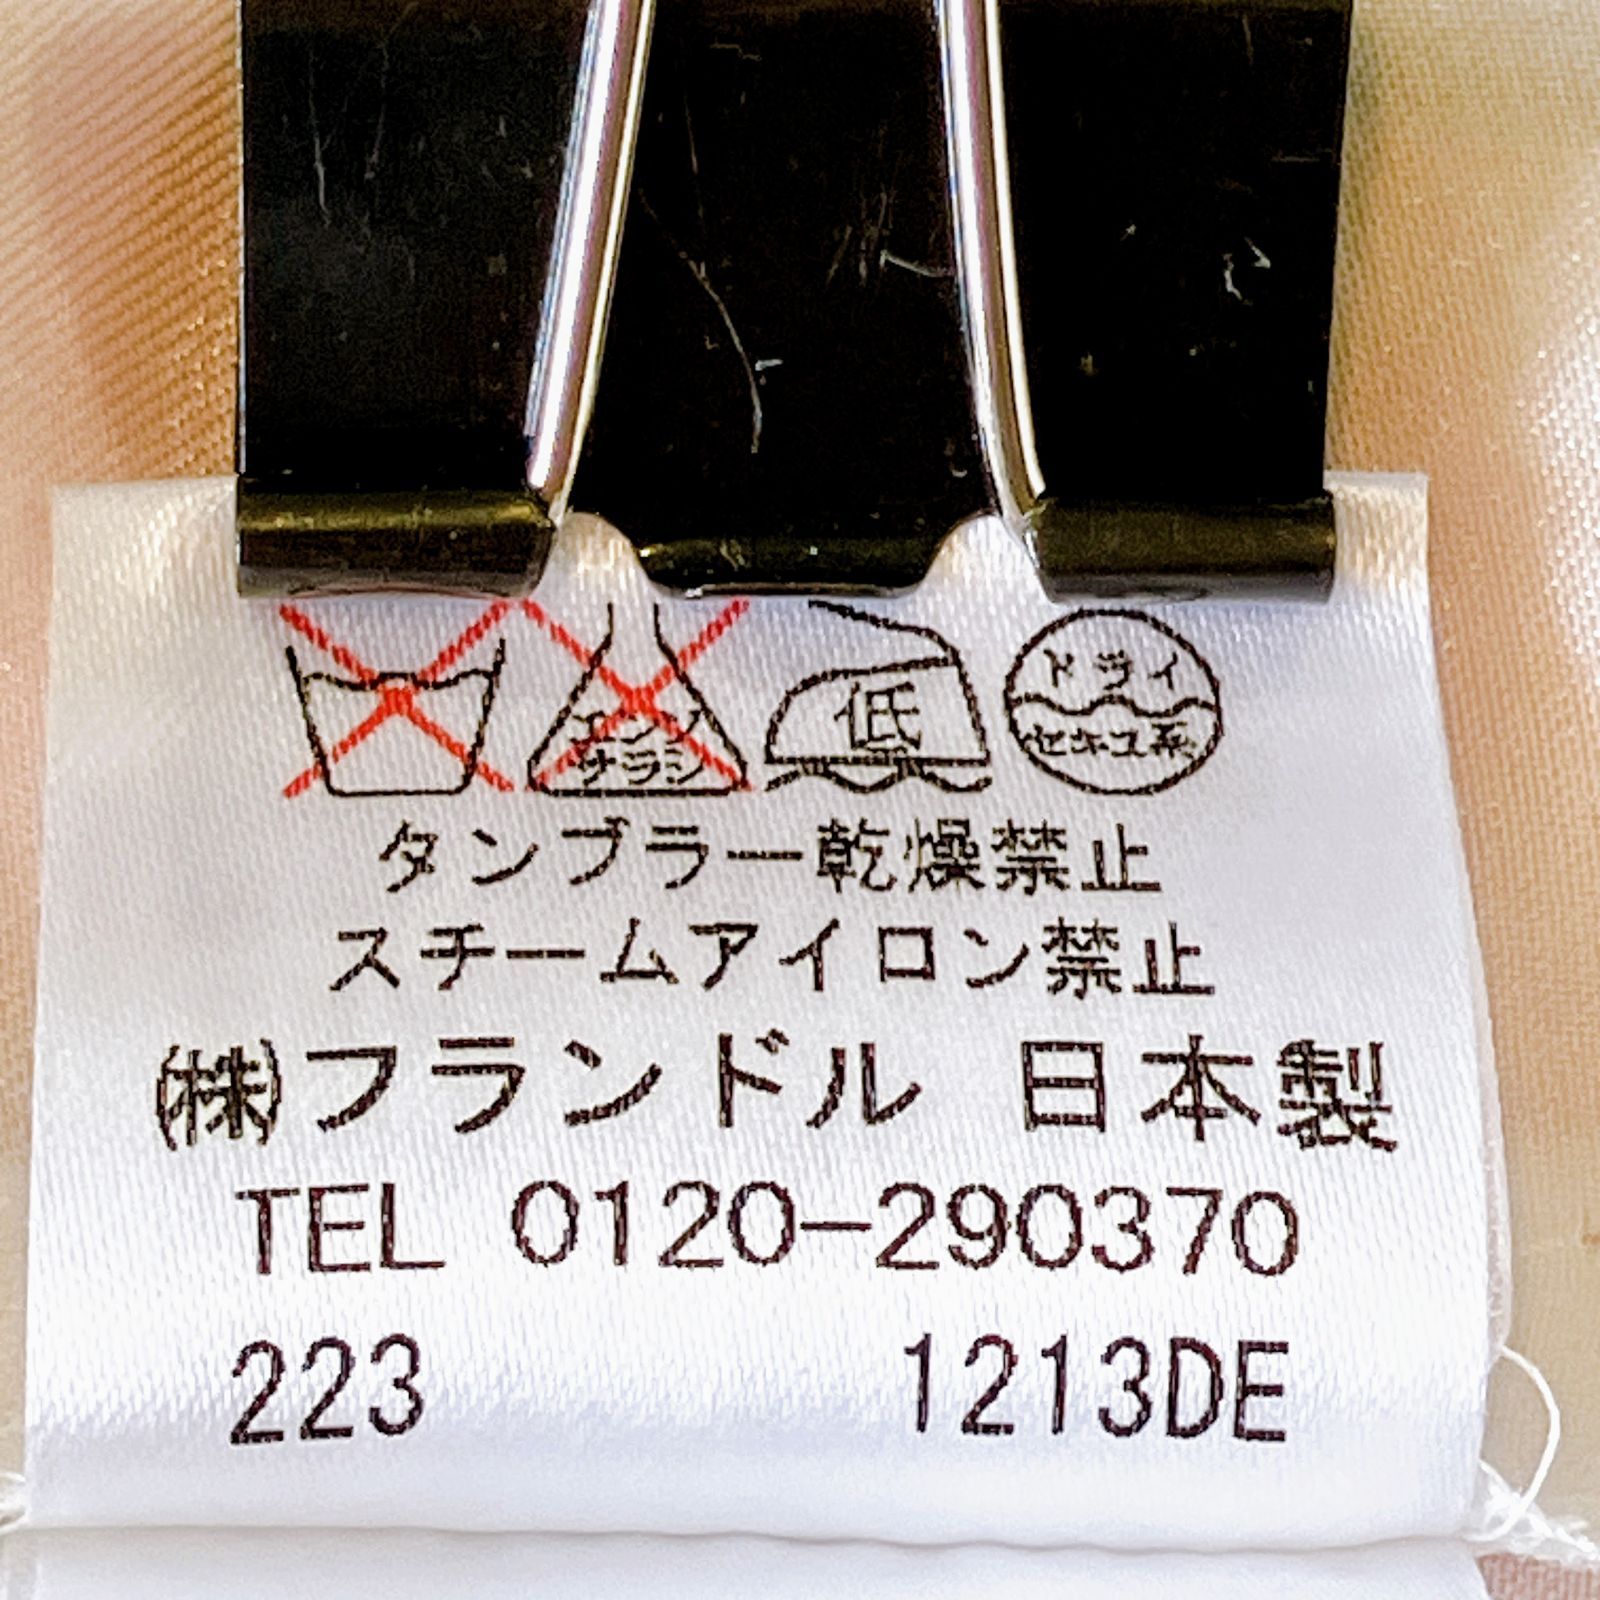 エンソ
サラシ
低
ドライ
セキユ系
タンブラー乾燥禁止
スチームアイロン禁止
(株)フランドル 日本製
TEL 0120-290370
223 1213DE